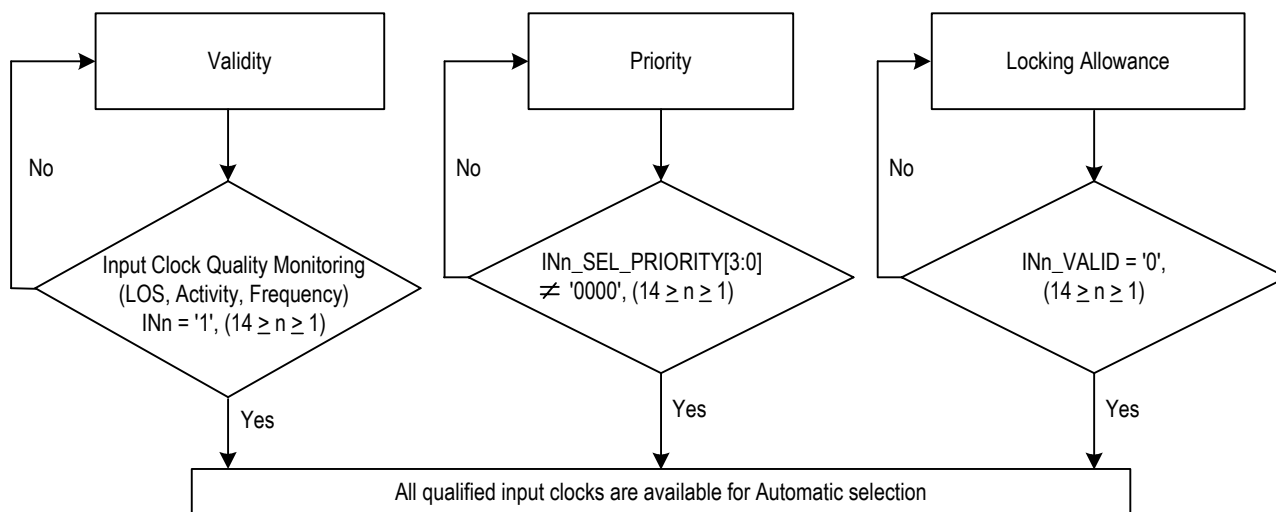 Validity
Priority
Locking Allowance
No
No
No
Input Clock Quality Monitoring
(LOS, Activity, Frequency)
INn = '1', (14 ≥ n ≥ 1)
INn_SEL_PRIORITY[3:0]
≠ '0000', (14 ≥ n ≥ 1)
INn_VALID = '0',
(14 ≥ n ≥ 1)
Yes
Yes
Yes
All qualified input clocks are available for Automatic selection